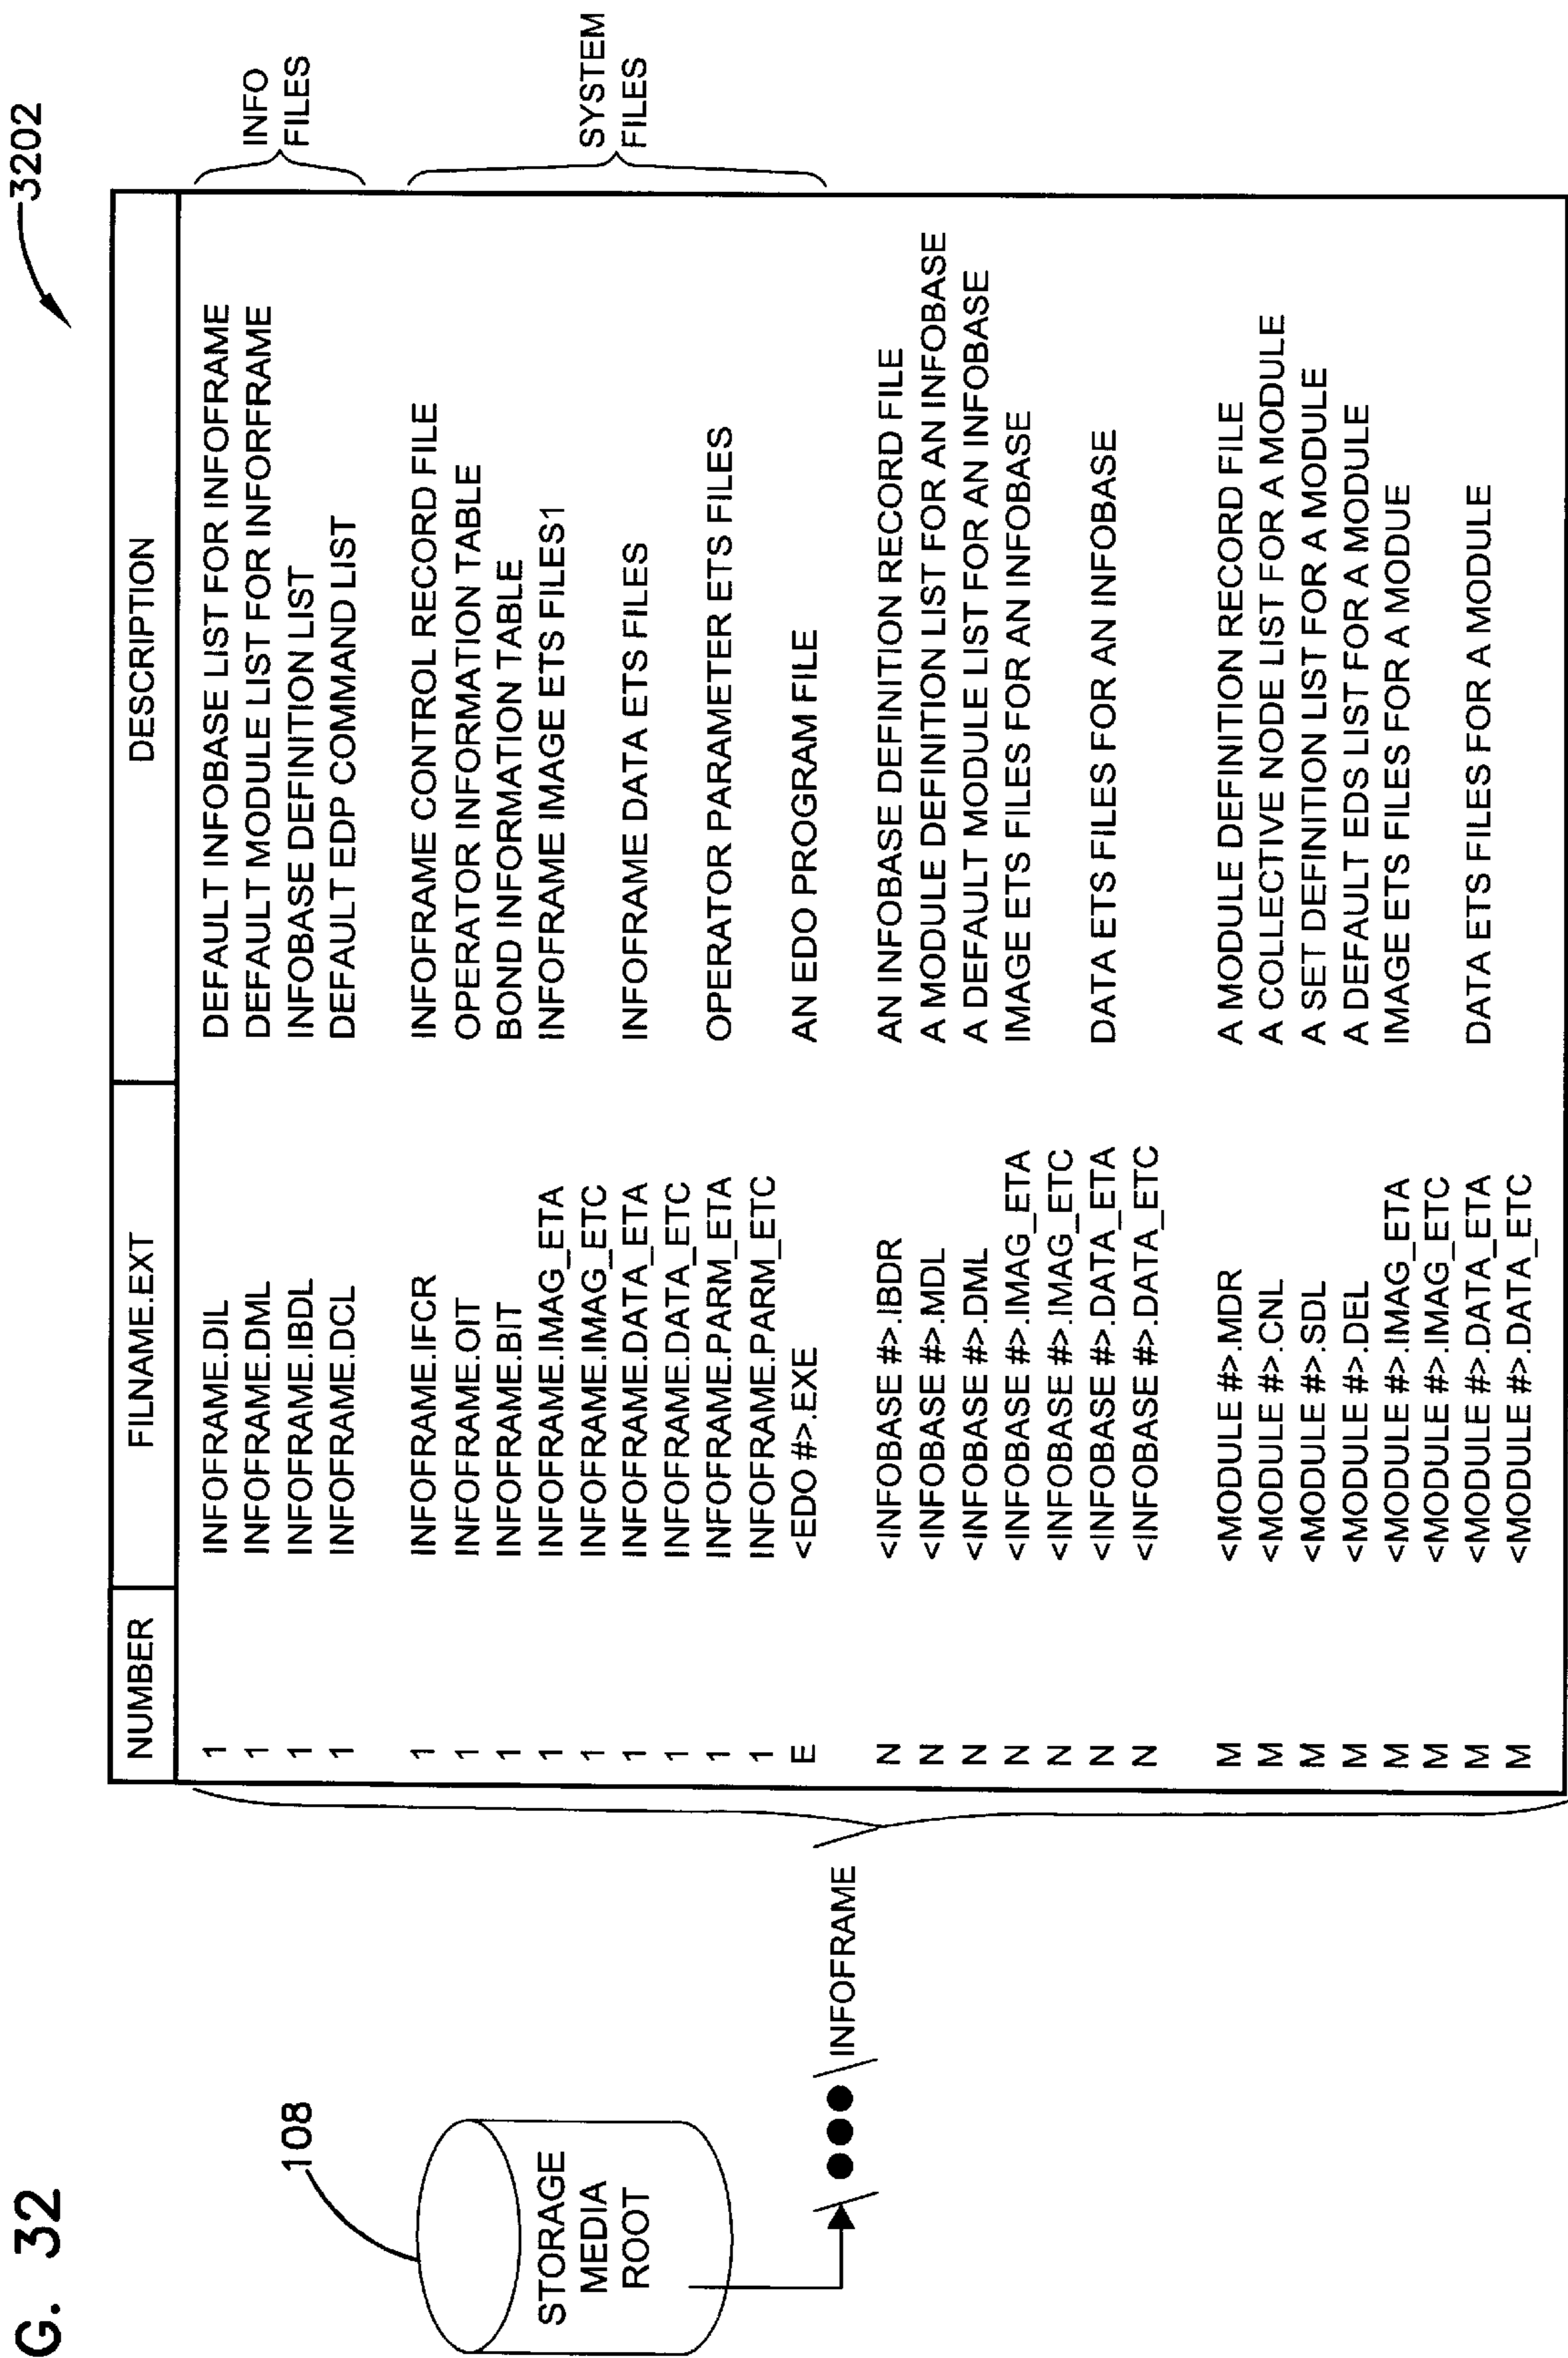 G. 32
3202
108
STORAGE
MEDIA
ROOT
/ ●●● / INFOFRAME /
NUMBER FILNAME.EXT DESCRIPTION
1 INFOFRAME.DIL DEFAULT INFOBASE LIST FOR INFOFRAME
1 INFOFRAME.DML DEFAULT MODULE LIST FOR INFORFRAME
1 INFOFRAME.IBDL INFOBASE DEFINITION LIST
1 INFOFRAME.DCL DEFAULT EDP COMMAND LIST
INFO
FILES
1 INFOFRAME.IFCR INFOFRAME CONTROL RECORD FILE
1 INFOFRAME.OIT OPERATOR INFORMATION TABLE
1 INFOFRAME.BIT BOND INFORMATION TABLE
1 INFOFRAME.IMAG_ETA INFOFRAME IMAGE ETS FILES1
1 INFOFRAME.IMAG_ETC
1 INFOFRAME.DATA_ETA INFOFRAME DATA ETS FILES
1 INFOFRAME.DATA_ETC
1 INFOFRAME.PARM_ETA OPERATOR PARAMETER ETS FILES
1 INFOFRAME.PARM_ETC
E <EDO #>.EXE AN EDO PROGRAM FILE
SYSTEM
FILES
N <INFOBASE #>.IBDR AN INFOBASE DEFINITION RECORD FILE
N <INFOBASE #>.MDL A MODULE DEFINITION LIST FOR AN INFOBASE
N <INFOBASE #>.DML A DEFAULT MODULE LIST FOR AN INFOBASE
N <INFOBASE #>.IMAG_ETA IMAGE ETS FILES FOR AN INFOBASE
N <INFOBASE #>.IMAG_ETC
N <INFOBASE #>.DATA_ETA DATA ETS FILES FOR AN INFOBASE
N <INFOBASE #>.DATA_ETC
M <MODULE #>.MDR A MODULE DEFINITION RECORD FILE
M <MODULE #>.CNL A COLLECTIVE NODE LIST FOR A MODULE
M <MODULE #>.SDL A SET DEFINITION LIST FOR A MODULE
M <MODULE #>.DEL A DEFAULT EDS LIST FOR A MODULE
M <MODULE #>.IMAG_ETA IMAGE ETS FILES FOR A MODUE
M <MODULE #>.IMAG_ETC
M <MODULE #>.DATA_ETA DATA ETS FILES FOR A MODULE
M <MODULE #>.DATA_ETC